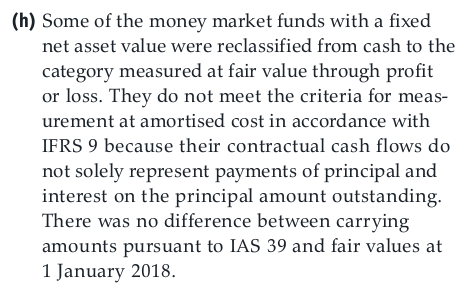 (h) Some of the money market funds with a fixed
net asset value were reclassified from cash to the
category measured at fair value through profit
or loss. They do not meet the criteria for meas-
urement at amortised cost in accordance with
IFRS 9 because their contractual cash flows do
not solely represent payments of principal and
interest on the principal amount outstanding.
There was no difference between carrying
amounts pursuant to IAS 39 and fair values at
1 January 2018.